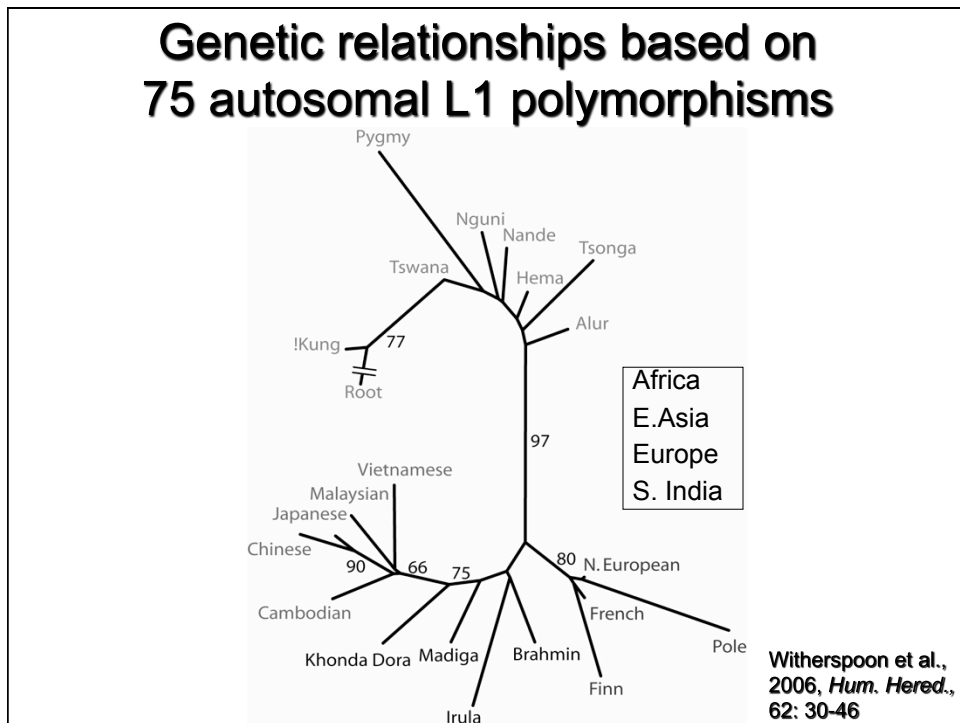 Genetic relationships based on
75 autosomal L1 polymorphisms
Pygmy
Nguni
Nande
Tsonga
Tswana
Hema
Alur
!Kung
77
Root
Africa
E.Asia
Europe
S. India
97
Vietnamese
Malaysian
Japanese
Chinese
90
66
75
80
N. European
Cambodian
French
Khonda Dora
Madiga
Brahmin
Pole
Finn
Irula
Witherspoon et al.,
2006, Hum. Hered.,
62: 30-46